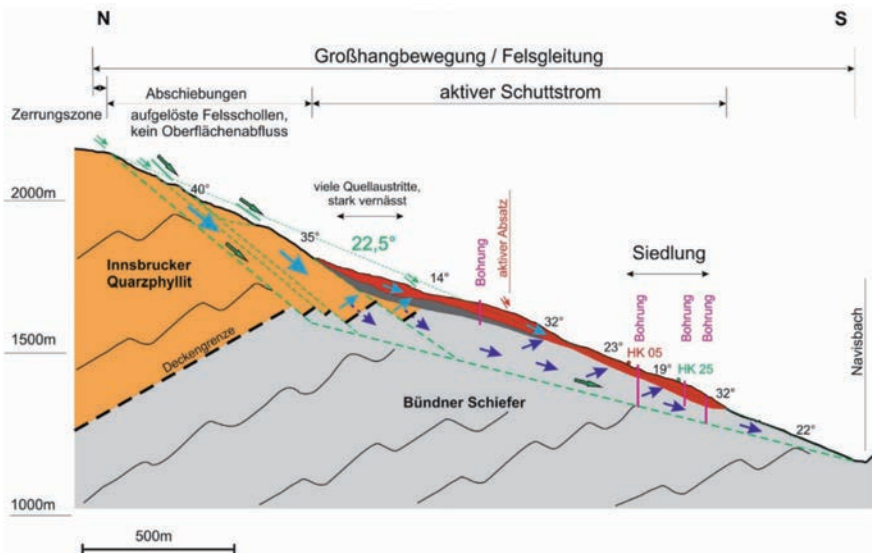 N
S
Großhangbewegung / Felsgleitung
Abschiebungen
aktiver Schuttstrom
Zerrungszone
aufgelöste Felsschollen,
kein Oberflächenabfluss
viele Quellaustritte,
stark vernässt
2000m
40°
35°
22,5°
14°
Bohrung
aktiver Absatz
Siedlung
Innsbrucker
Quarzphyllit
Deckengrenze
32°
23°
Bohrung
Bohrung
Bohrung
HK 05
19°
HK 25
32°
Navisbach
1500m
Bündner Schiefer
22°
1000m
500m